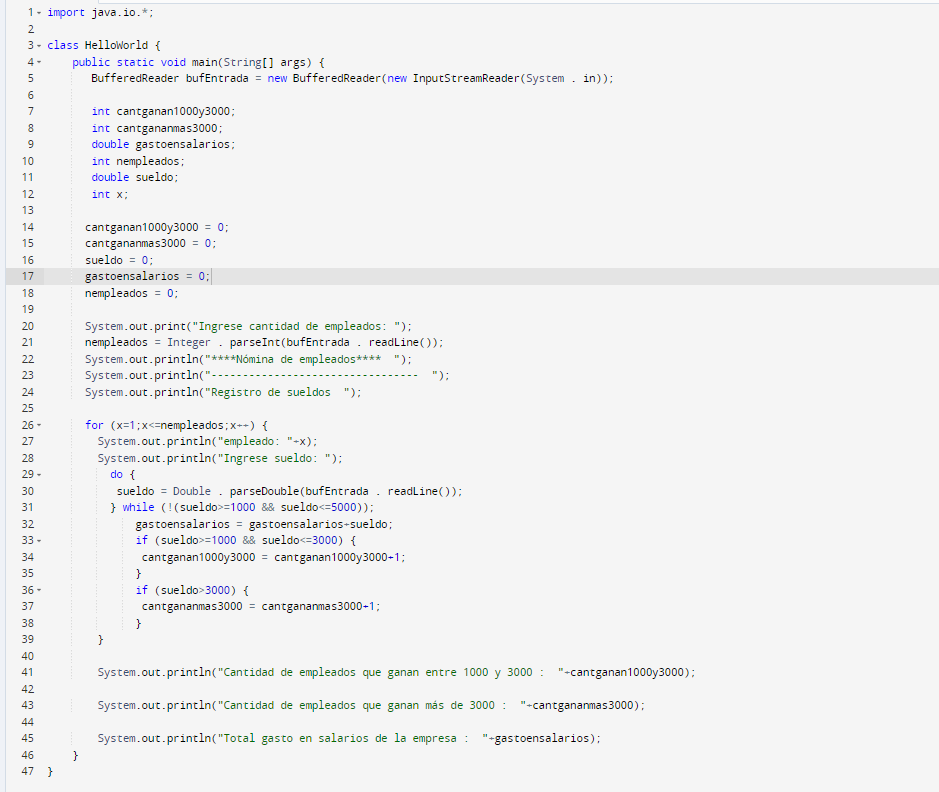 1 import java.io.*;
2
3 class HelloWorld {
4 public static void main(String[] args) {
5 BufferedReader bufEntrada = new BufferedReader(new InputStreamReader(System . in));
6
7 int cantganan1000y3000;
8 int cantgananmas3000;
9 double gastoensalarios;
10 int nempleados;
11 double sueldo;
12 int x;
13
14 cantganan1000y3000 = 0;
15 cantgananmas3000 = 0;
16 sueldo = 0;
17 gastoensalarios = 0;
18 nempleados = 0;
19
20 System.out.print("Ingrese cantidad de empleados: ");
21 nempleados = Integer . parseInt(bufEntrada . readLine());
22 System.out.println("****Nómina de empleados****  ");
23 System.out.println("---------------------------------  ");
24 System.out.println("Registro de sueldos  ");
25
26 for (x=1;x<=nempleados;x++) {
27 System.out.println("empleado: "+x);
28 System.out.println("Ingrese sueldo: ");
29 do {
30 sueldo = Double . parseDouble(bufEntrada . readLine());
31 } while (!(sueldo>=1000 && sueldo<=5000));
32 gastoensalarios = gastoensalarios+sueldo;
33 if (sueldo>=1000 && sueldo<=3000) {
34 cantganan1000y3000 = cantganan1000y3000+1;
35 }
36 if (sueldo>3000) {
37 cantgananmas3000 = cantgananmas3000+1;
38 }
39 }
40
41 System.out.println("Cantidad de empleados que ganan entre 1000 y 3000 :  "+cantganan1000y3000);
42
43 System.out.println("Cantidad de empleados que ganan más de 3000 :  "+cantgananmas3000);
44
45 System.out.println("Total gasto en salarios de la empresa :  "+gastoensalarios);
46 }
47 }